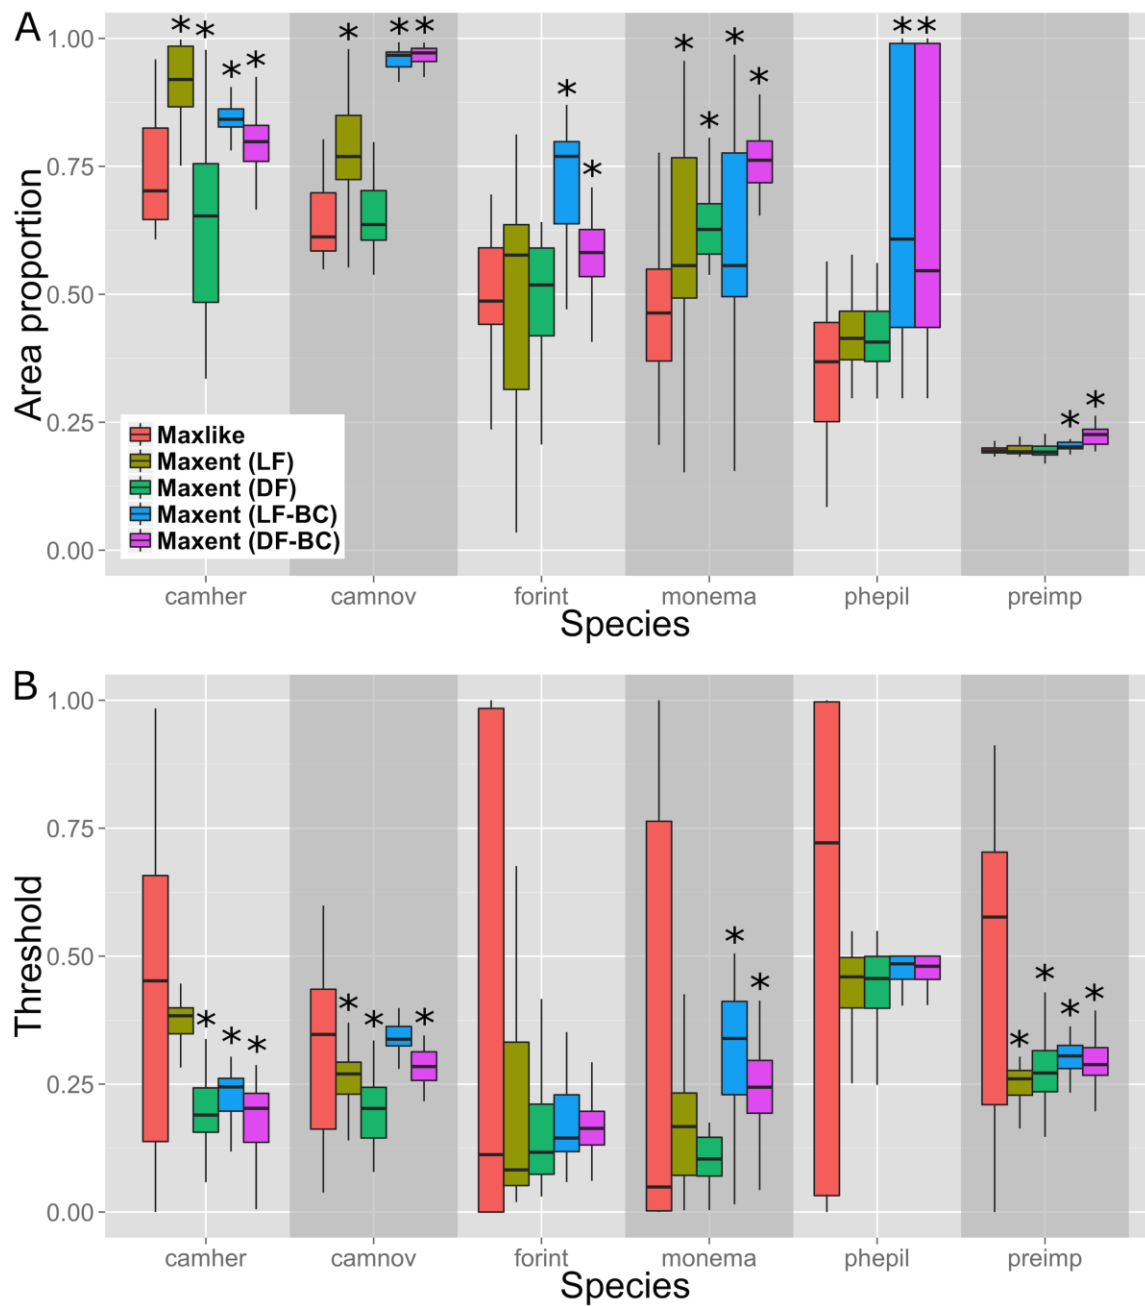 A
* * * * * * * * * * * * * * * * *
1.00
0.75
0.50
0.25
0.00
Area proportion
Maxlike
Maxent (LF)
Maxent (DF)
Maxent (LF-BC)
Maxent (DF-BC)
camher camnov forint monema phepil preimp
Species
B
* * * * * * * * * * * *
1.00
0.75
0.50
0.25
0.00
Threshold
camher camnov forint monema phepil preimp
Species